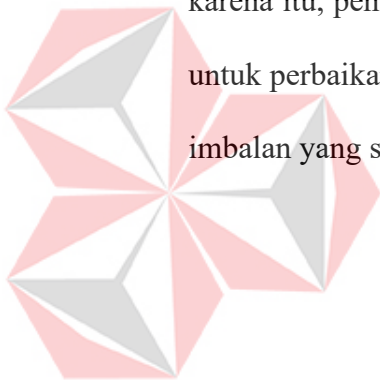 karena itu,
untuk
imbalan yang